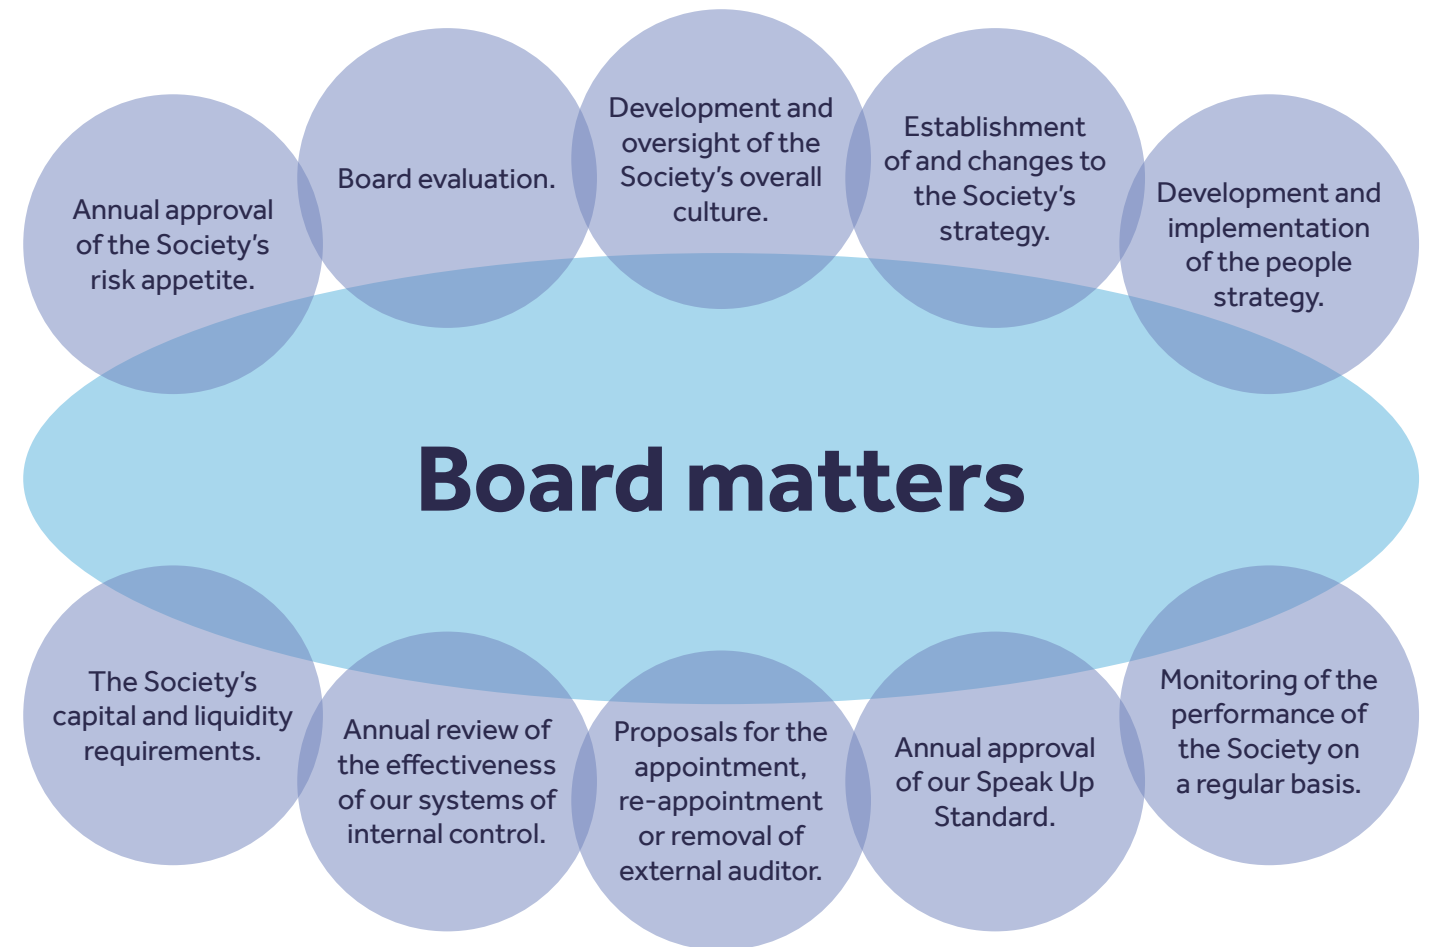 Annual approval
of the Society’s
risk appetite.
Board evaluation.
Development and
oversight of the
Society’s overall
culture.
Establishment
of and changes to
the Society’s
strategy.
Development and
implementation
of the people
strategy.
Board matters
The Society’s
capital and liquidity
requirements.
Annual review of
the effectiveness
of our systems of
internal control.
Proposals for the
appointment,
re-appointment
or removal of
external auditor.
Annual approval
of our Speak Up
Standard.
Monitoring of the
performance of
the Society on
a regular basis.